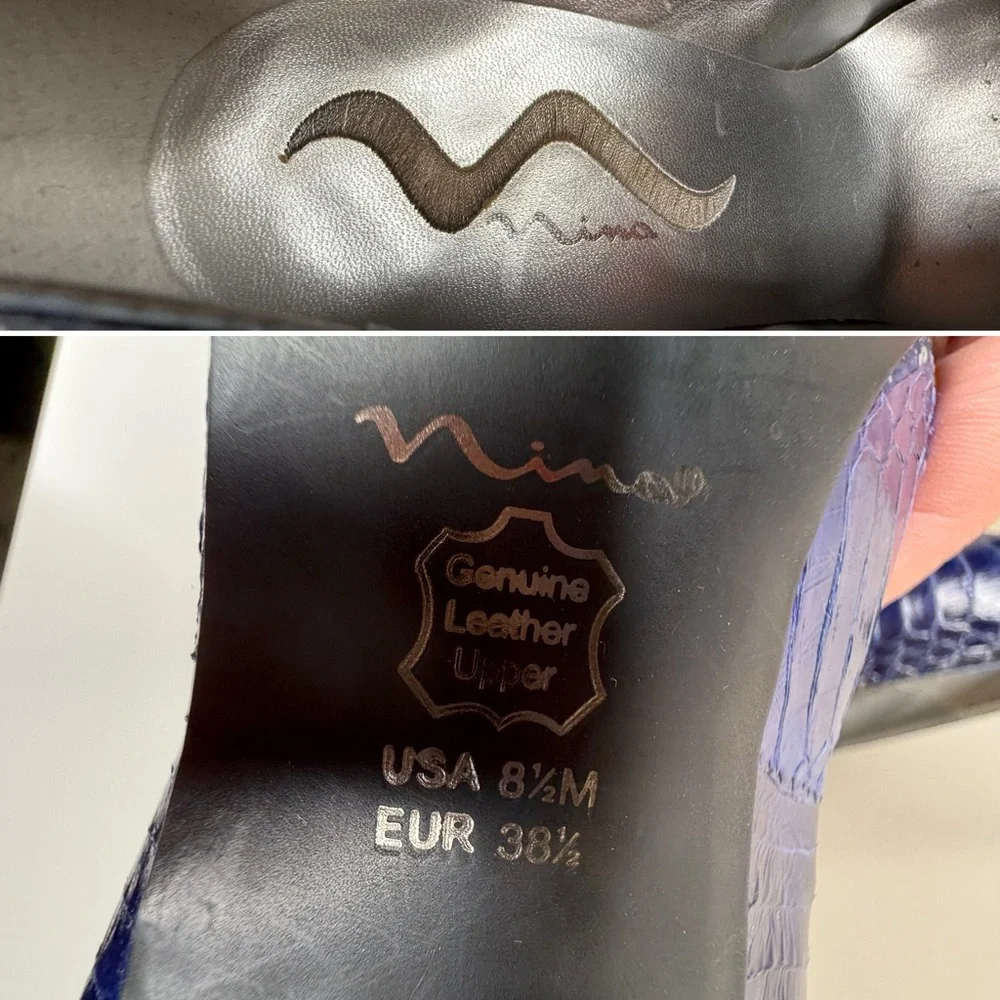 Nina
Nina
Genuine
Leather
Upper
USA 8½M
EUR 38½